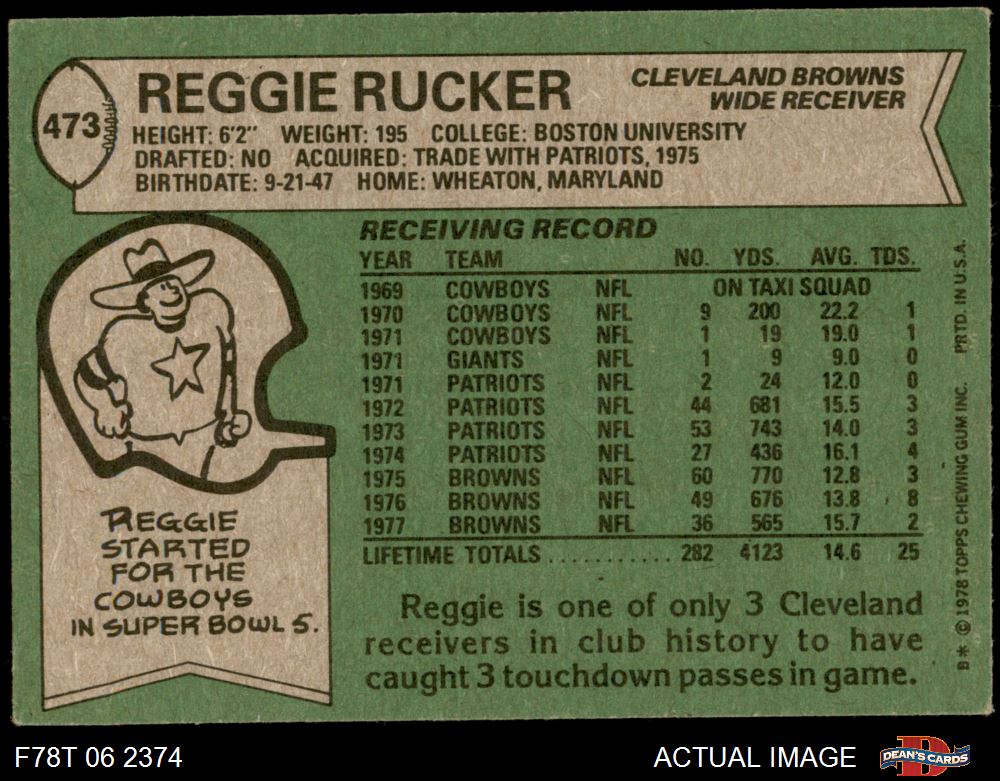 473
REGGIE RUCKER
CLEVELAND BROWNS
WIDE RECEIVER
HEIGHT: 6'2" WEIGHT: 195 COLLEGE: BOSTON UNIVERSITY
DRAFTED: NO ACQUIRED: TRADE WITH PATRIOTS, 1975
BIRTHDATE: 9-21-47 HOME: WHEATON, MARYLAND
RECEIVING RECORD
YEAR TEAM NO. YDS. AVG. TDS.
1969 COWBOYS NFL ON TAXI SQUAD
1970 COWBOYS NFL 9 200 22.2 1
1971 COWBOYS NFL 1 19 19.0 1
1971 GIANTS NFL 1 9 9.0 0
1971 PATRIOTS NFL 2 24 12.0 0
1972 PATRIOTS NFL 44 681 15.5 3
1973 PATRIOTS NFL 53 743 14.0 3
1974 PATRIOTS NFL 27 436 16.1 4
1975 BROWNS NFL 60 770 12.8 3
1976 BROWNS NFL 49 676 13.8 8
1977 BROWNS NFL 36 565 15.7 2
LIFETIME TOTALS ............ 282 4123 14.6 25
REGGIE
STARTED
FOR THE
COWBOYS
IN SUPER BOWL 5.
Reggie is one of only 3 Cleveland
receivers in club history to have
caught 3 touchdown passes in game.
B* © 1978 TOPPS CHEWING GUM INC. PRTD. IN U.S.A.
F78T 06 2374
ACTUAL IMAGE
DEAN'S CARDS